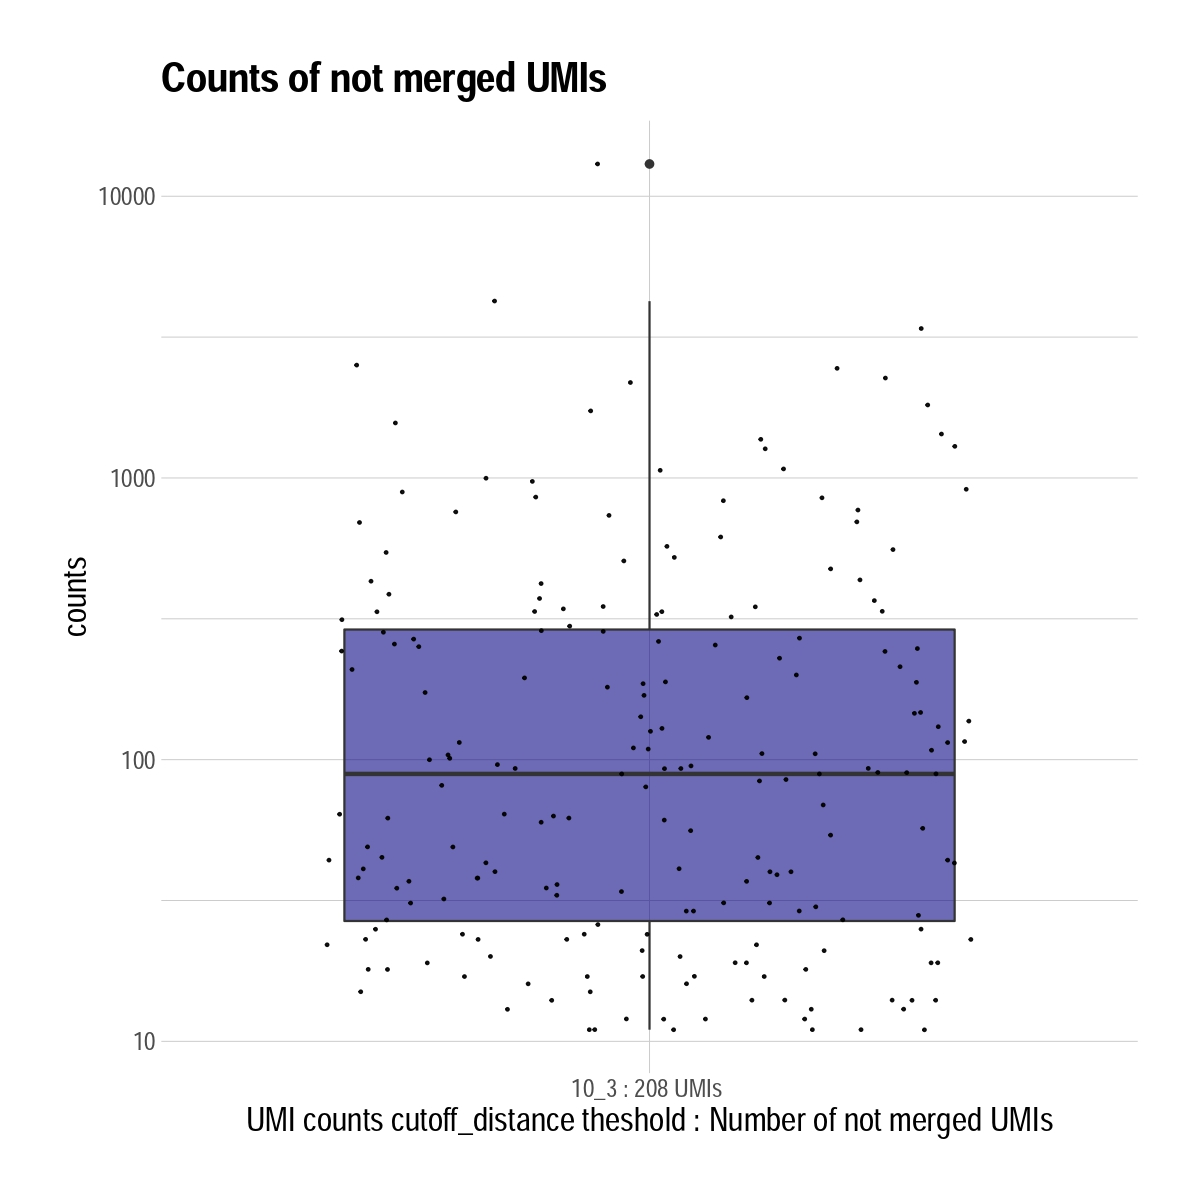 Counts of not merged UMIs
10000
1000
100
10
counts
10_3 : 208 UMIs
UMI counts cutoff_distance theshold : Number of not merged UMIs